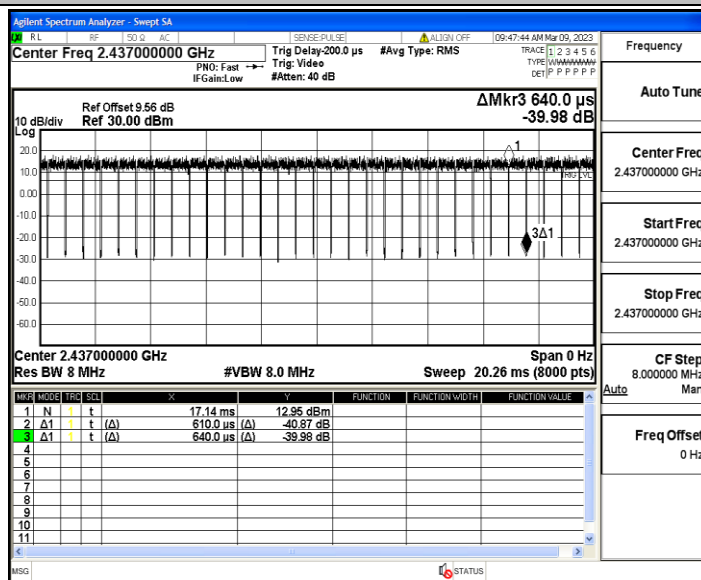 Agilent Spectrum Analyzer - Swept SA
RL RF 50 Ω AC SENSE:PULSE ALIGN OFF 09:47:44 AM Mar 09, 2023
Center Freq 2.437000000 GHz
PNO: Fast
IFGain:Low
Trig Delay-200.0 µs
Trig: Video
#Atten: 40 dB
#Avg Type: RMS
TRACE 1 2 3 4 5 6
TYPE
DET P P P P P P
Ref Offset 9.56 dB
10 dB/div Ref 30.00 dBm
Log
ΔMkr3 640.0 µs
-39.98 dB
20.0
10.0
0.00
-10.0
-20.0
-30.0
-40.0
-50.0
-60.0
1
TRIG LVL
3Δ1
Center 2.437000000 GHz Span 0 Hz
Res BW 8 MHz #VBW 8.0 MHz Sweep 20.26 ms (8000 pts)
MKR MODE TRC SCL X Y FUNCTION FUNCTION WIDTH FUNCTION VALUE
1 N 1 t 17.14 ms 12.95 dBm
2 Δ1 1 t (Δ) 610.0 µs (Δ) -40.87 dB
3 Δ1 1 t (Δ) 640.0 µs (Δ) -39.98 dB
4
5
6
7
8
9
10
11
MSG STATUS
Frequency
Auto Tune
Center Freq
2.437000000 GHz
Start Freq
2.437000000 GHz
Stop Freq
2.437000000 GHz
CF Step
8.000000 MHz
Auto Man
Freq Offset
0 Hz